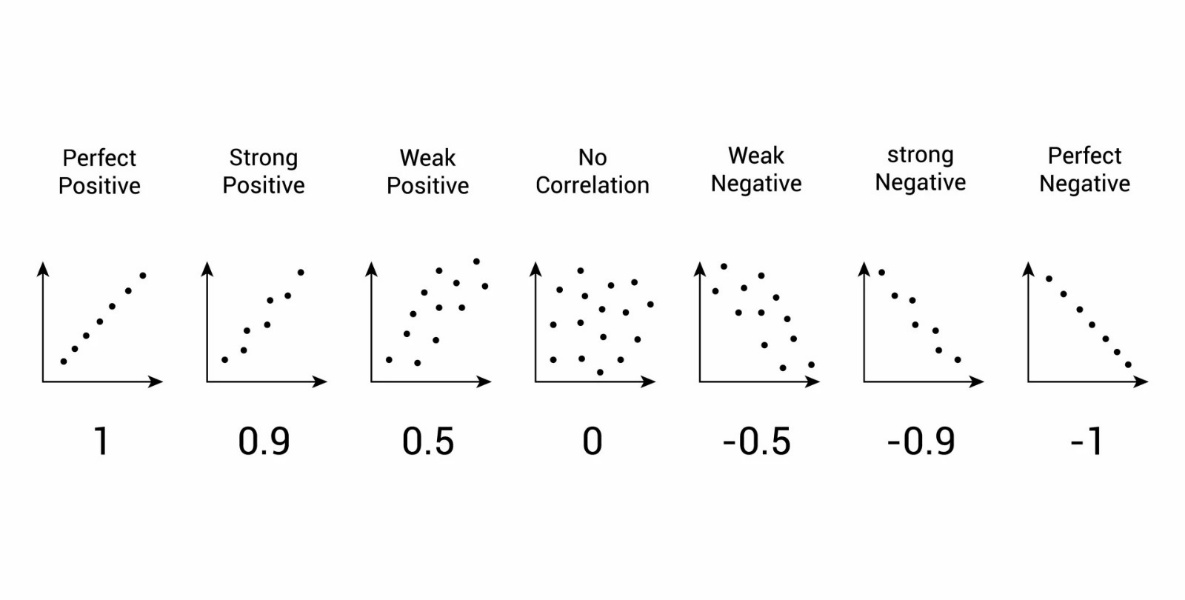 Perfect
Positive
Strong
Positive
Weak
Positive
No
Correlation
Weak
Negative
strong
Negative
Perfect
Negative
1
0.9
0.5
0
-0.5
-0.9
-1